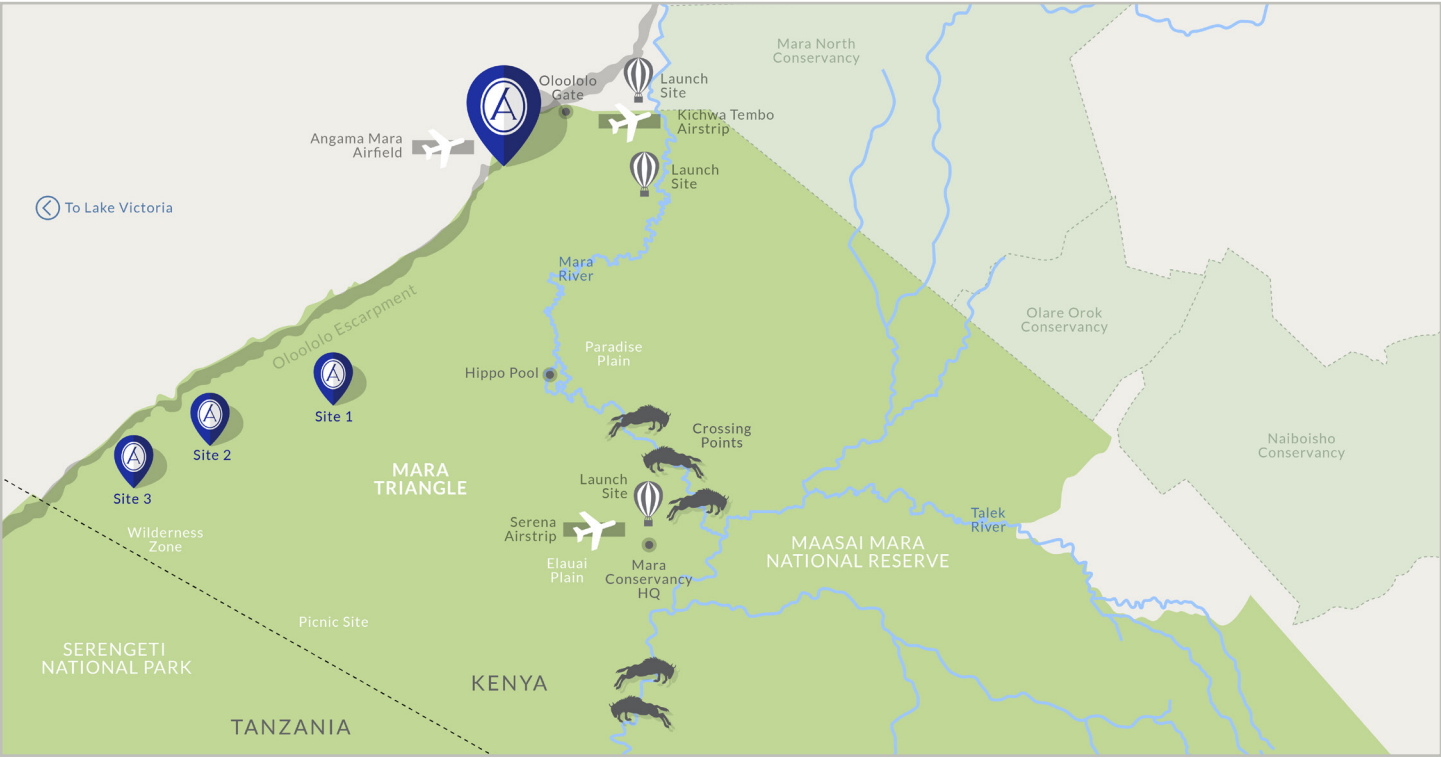 Mara North
Conservancy
Oloololo
Gate
Launch
Site
Kichwa Tembo
Airstrip
Angama Mara
Airfield
Launch
Site
To Lake Victoria
Mara
River
Oloololo Escarpment
Olare Orok
Conservancy
Paradise
Plain
Hippo Pool
Site 1
Site 2
Site 3
Crossing
Points
Naiboisho
Conservancy
MARA
TRIANGLE
Launch
Site
Serena
Airstrip
Talek
River
Wilderness
Zone
Elauai
Plain
Mara
Conservancy
HQ
MAASAI MARA
NATIONAL RESERVE
Picnic Site
SERENGETI
NATIONAL PARK
KENYA
TANZANIA